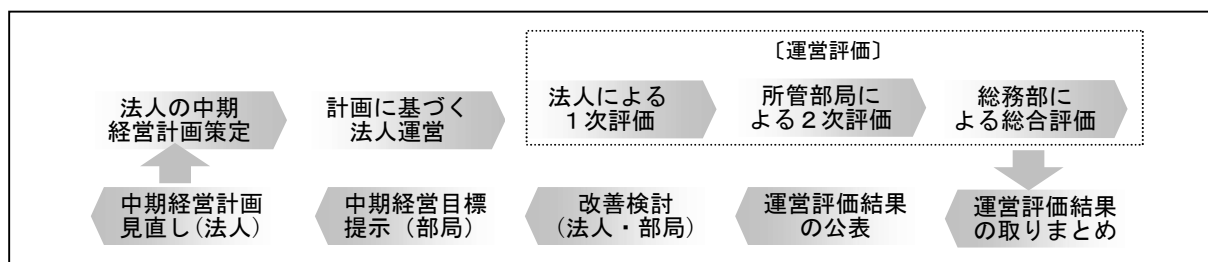 〔運営評価〕
法人の中期
経営計画策定
計画に基づく
法人運営
法人による
１次評価
所管部局に
よる２次評価
総務部に
よる総合評価
中期経営計画
見直し(法人)
中期経営目標
提示（部局）
改善検討
(法人・部局)
運営評価結果
の公表
運営評価結果
の取りまとめ